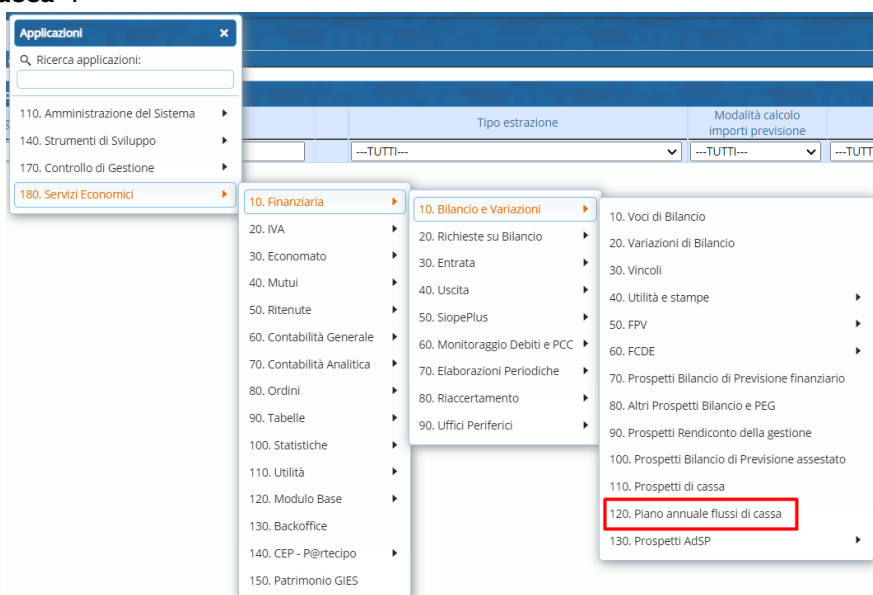 Applicazioni ×
Ricerca applicazioni:
110. Amministrazione del Sistema
140. Strumenti di Sviluppo
170. Controllo di Gestione
180. Servizi Economici
Tipo estrazione
Modalità calcolo
importi previsione
---TUTTI---
---TUTTI---
---TUTT
10. Finanziaria
20. IVA
30. Economato
40. Mutui
50. Ritenute
60. Contabilità Generale
70. Contabilità Analitica
80. Ordini
90. Tabelle
100. Statistiche
110. Utilità
120. Modulo Base
130. Backoffice
140. CEP - P@rtecipo
150. Patrimonio GIES
10. Bilancio e Variazioni
20. Richieste su Bilancio
30. Entrata
40. Uscita
50. SiopePlus
60. Monitoraggio Debiti e PCC
70. Elaborazioni Periodiche
80. Riaccertamento
90. Uffici Periferici
10. Voci di Bilancio
20. Variazioni di Bilancio
30. Vincoli
40. Utilità e stampe
50. FPV
60. FCDE
70. Prospetti Bilancio di Previsione finanziario
80. Altri Prospetti Bilancio e PEG
90. Prospetti Rendiconto della gestione
100. Prospetti Bilancio di Previsione assestato
110. Prospetti di cassa
120. Piano annuale flussi di cassa
130. Prospetti AdSP